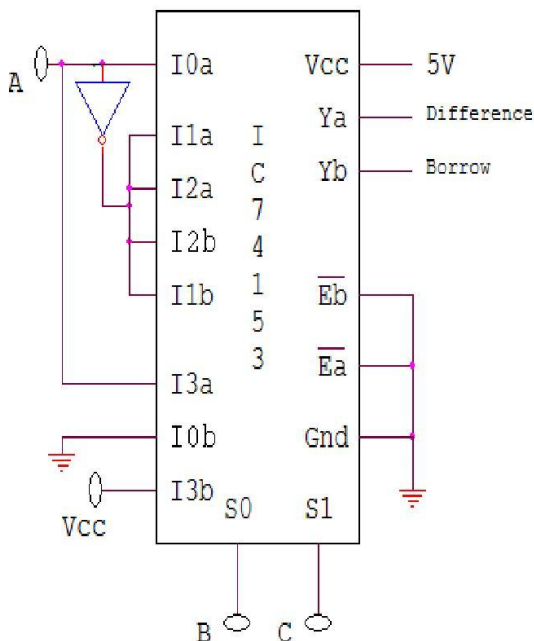 A
I0a
I1a
I2a
I2b
I1b
I3a
I0b
I3b
Vcc
I
C
7
4
1
5
3
Vcc
5V
Ya
Difference
Yb
Borrow
Eb
Ea
Gnd
S0
S1
B
C